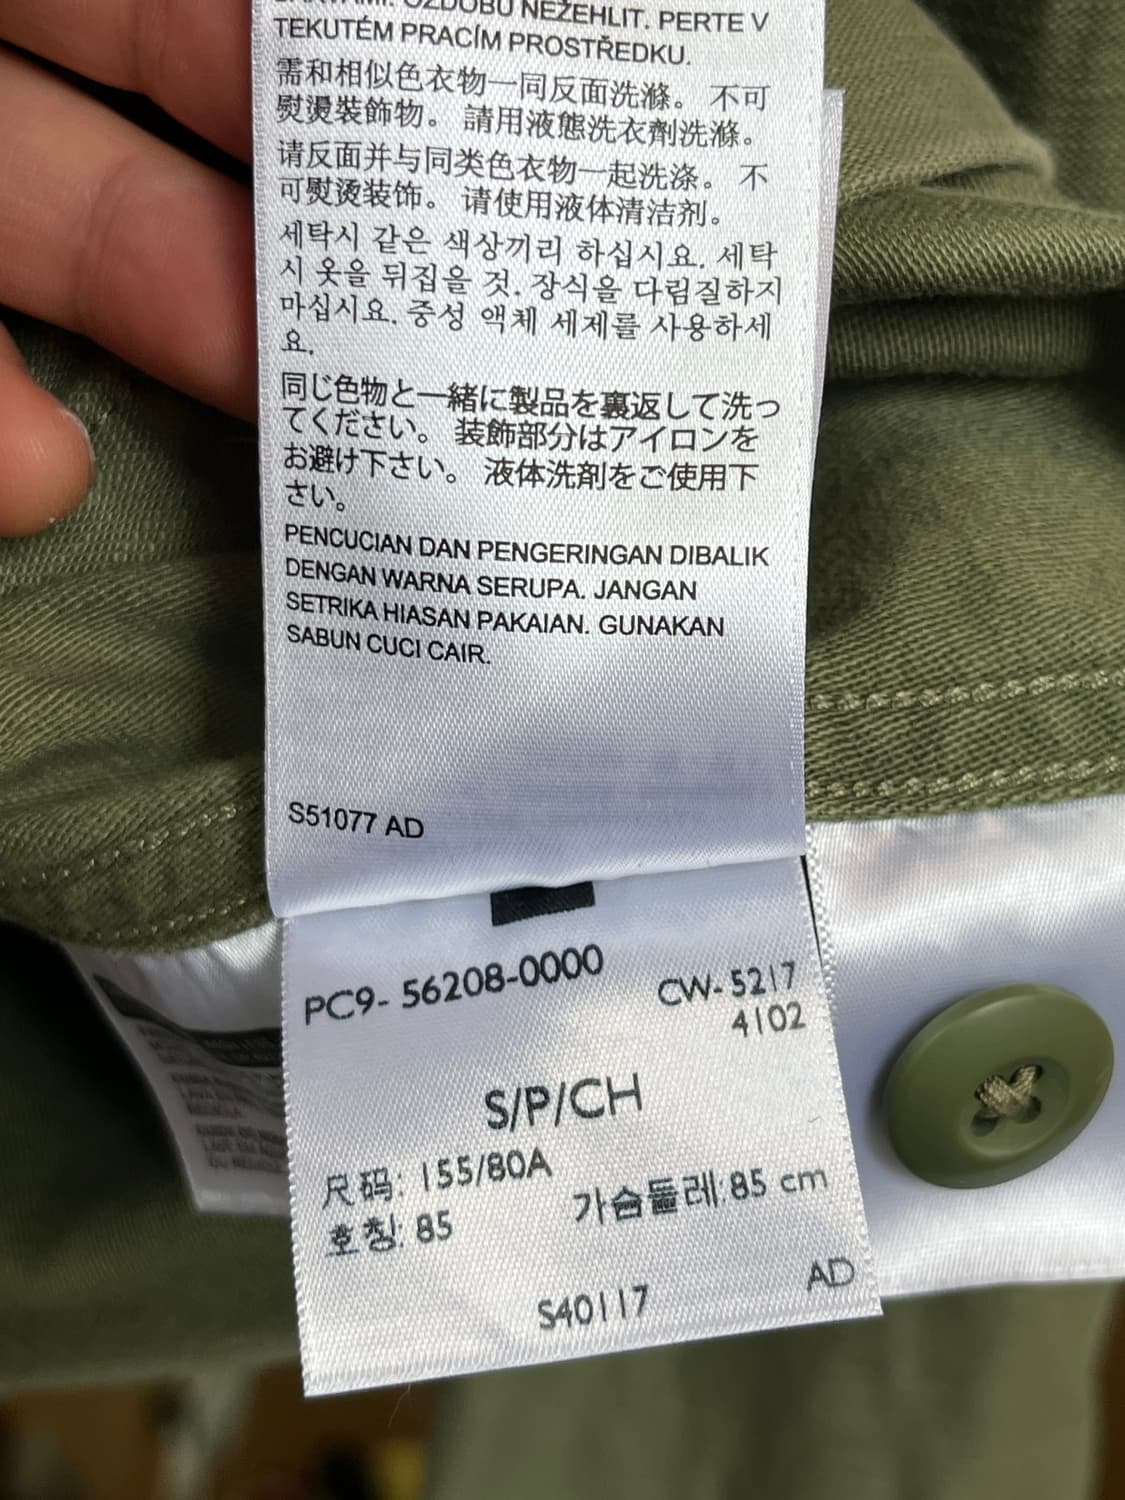 OZDOBU NEŽEHLIT. PERTE V
TEKUTÉM PRACÍM PROSTŘEDKU.
需和相似色衣物一同反面洗滌。 不可
熨燙裝飾物。 請用液態洗衣劑洗滌。
请反面并与同类色衣物一起洗涤。 不
可熨烫装饰。 请使用液体清洁剂。
세탁시 같은 색상끼리 하십시요. 세탁
시 옷을 뒤집을 것. 장식을 다림질하지
마십시요. 중성 액체 세제를 사용하세
요.
同じ色物と一緒に製品を裏返して洗っ
てください。 装飾部分はアイロンを
お避け下さい。 液体洗剤をご使用下
さい。
PENCUCIAN DAN PENGERINGAN DIBALIK
DENGAN WARNA SERUPA. JANGAN
SETRIKA HIASAN PAKAIAN. GUNAKAN
SABUN CUCI CAIR.
S51077 AD
PC9- 56208-0000
CW- 5217
4102
S/P/CH
尺码: 155/80A
호칭: 85
가슴둘레:85 cm
AD
S40117